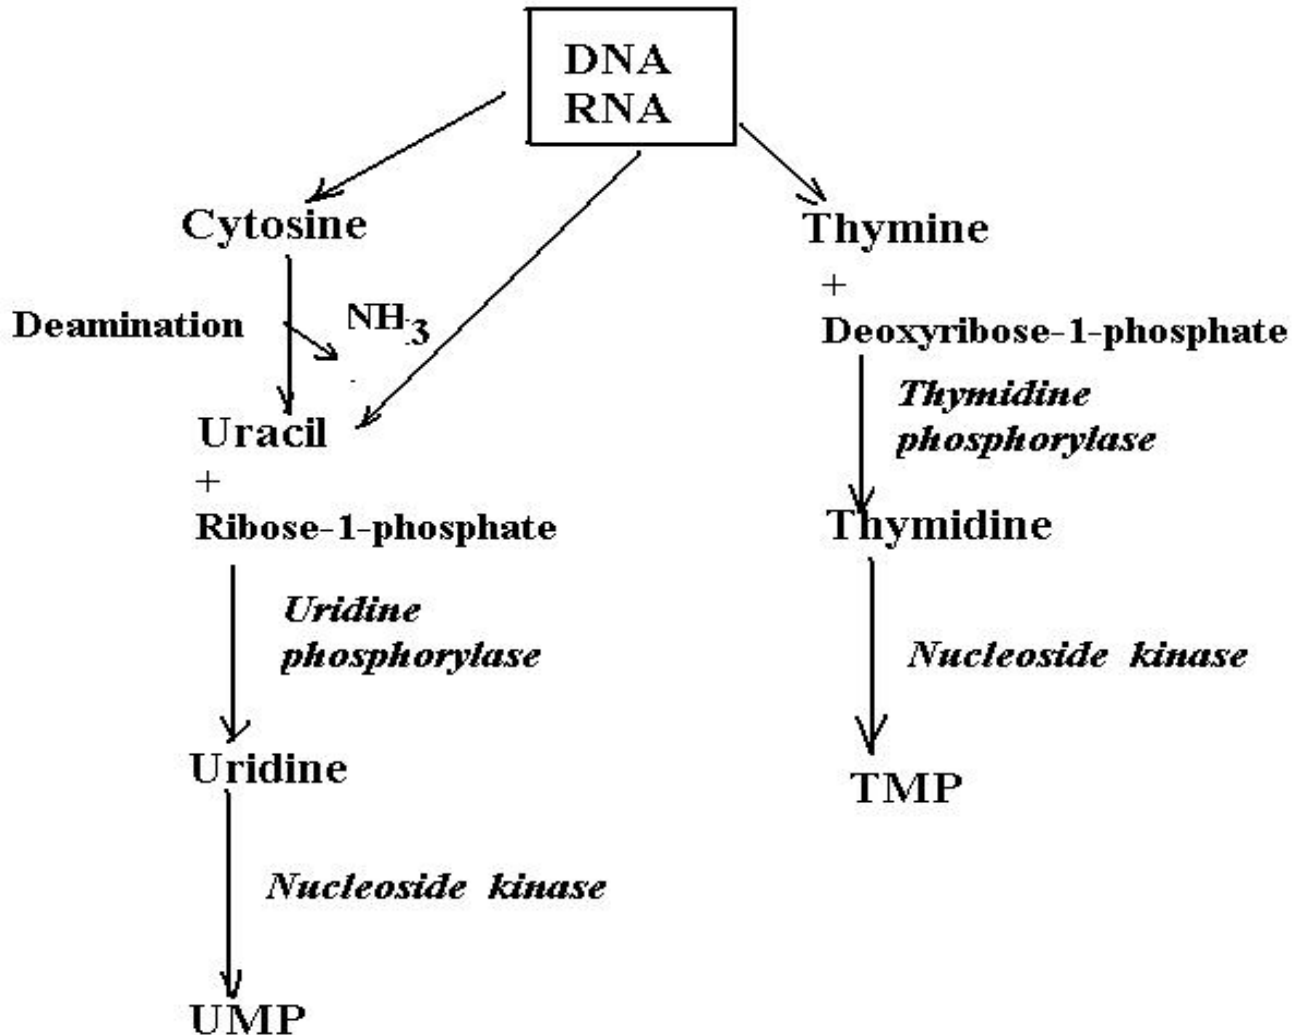 DNA
RNA
Cytosine
Thymine
+
Deamination
NH3
Deoxyribose-1-phosphate
Thymidine
phosphorylase
Uracil
+
Ribose-1-phosphate
Thymidine
Uridine
phosphorylase
Nucleoside kinase
Uridine
TMP
Nucleoside kinase
UMP